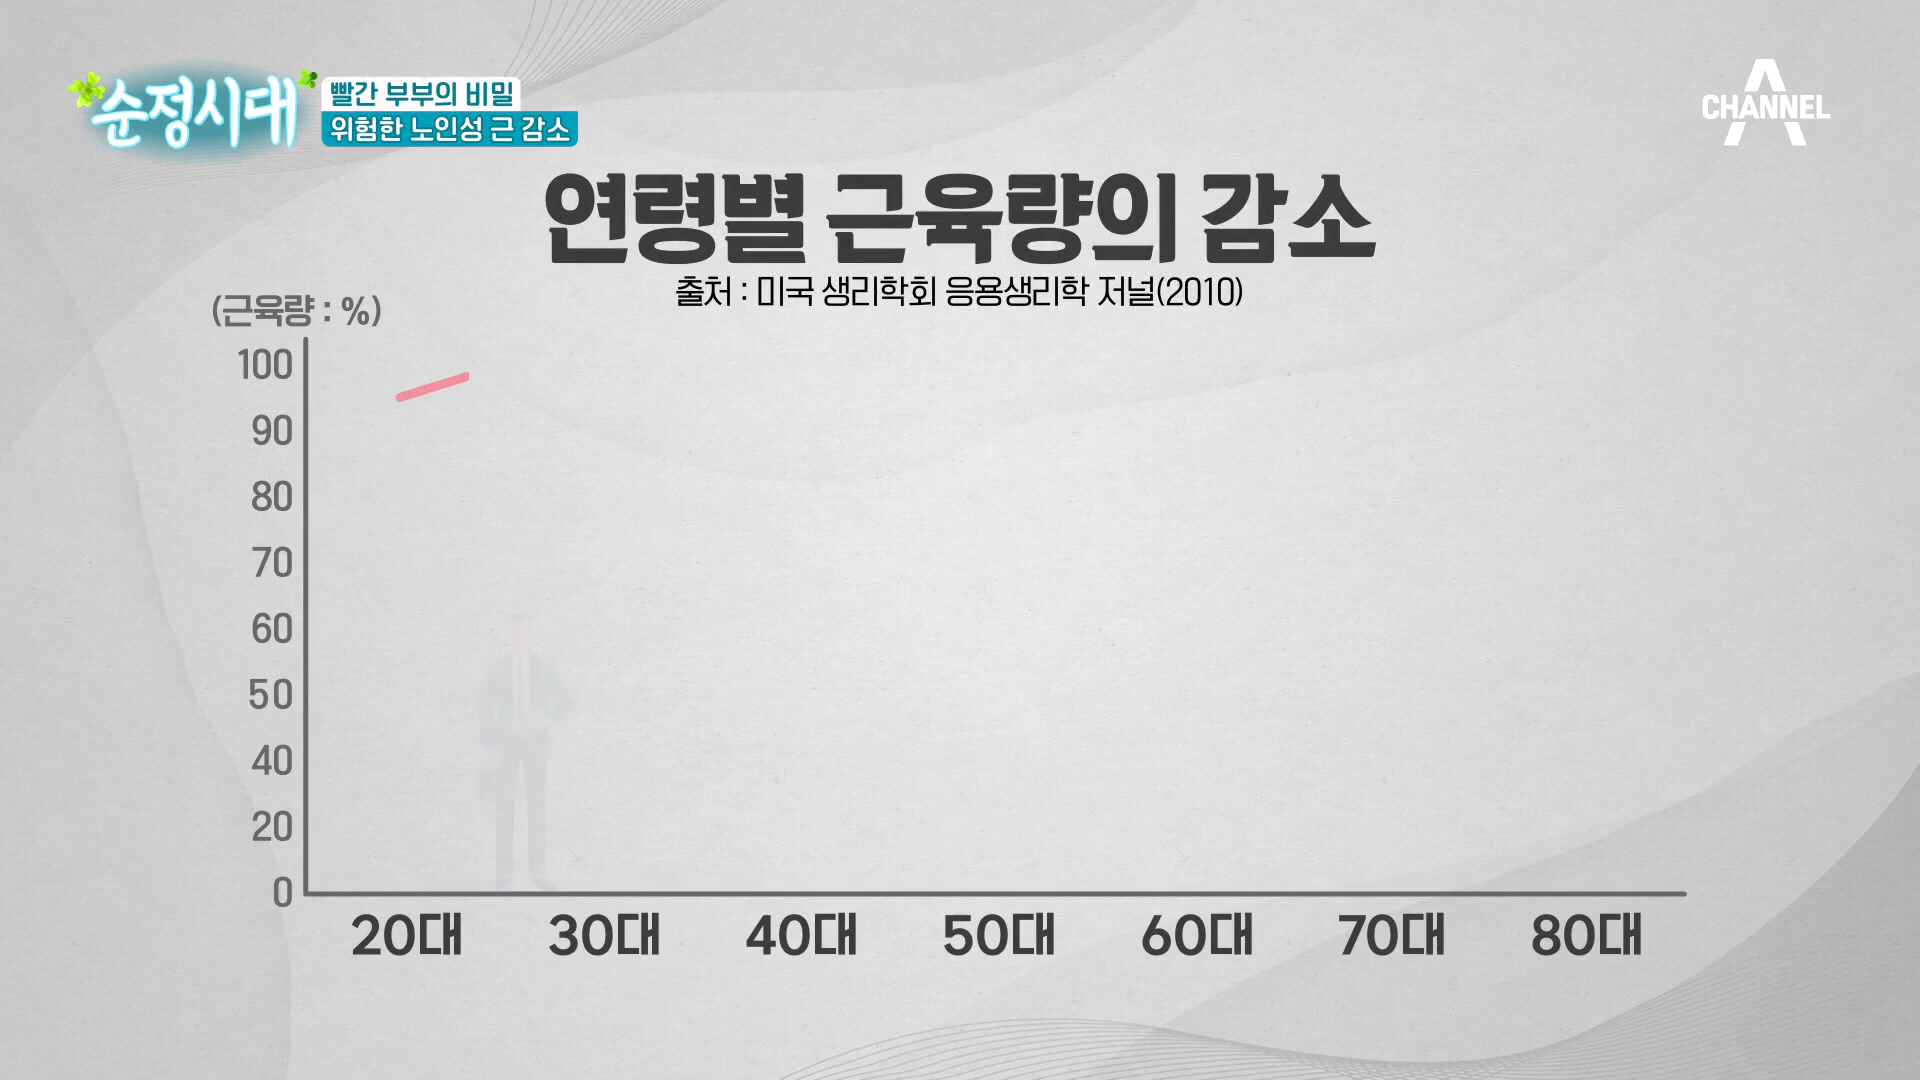 순정시대
빨간 부부의 비밀
위험한 노인성 근 감소
CHANNEL A
연령별 근육량의 감소
출처 : 미국 생리학회 응용생리학 저널(2010)
(근육량 : %)
100
90
80
70
60
50
40
20
0
20대 30대 40대 50대 60대 70대 80대